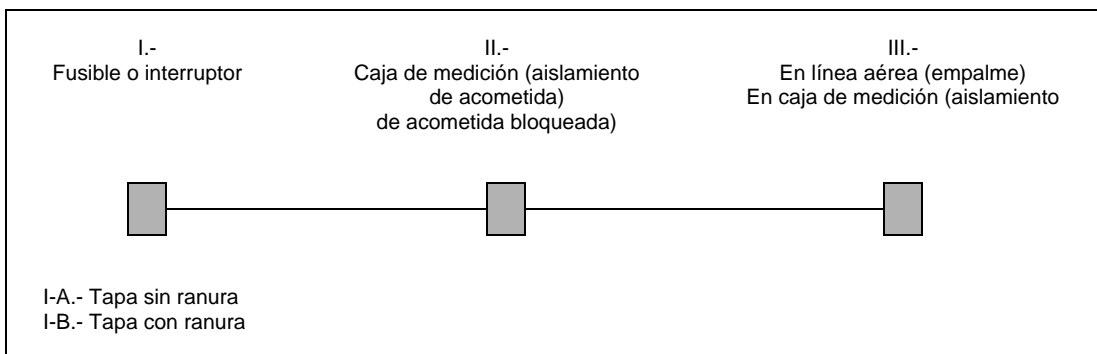 I.-
Fusible o interruptor
II.-
Caja de medición (aislamiento
de acometida)
de acometida bloqueada)
III.-
En línea aérea (empalme)
En caja de medición (aislamiento
I-A.- Tapa sin ranura
I-B.- Tapa con ranura